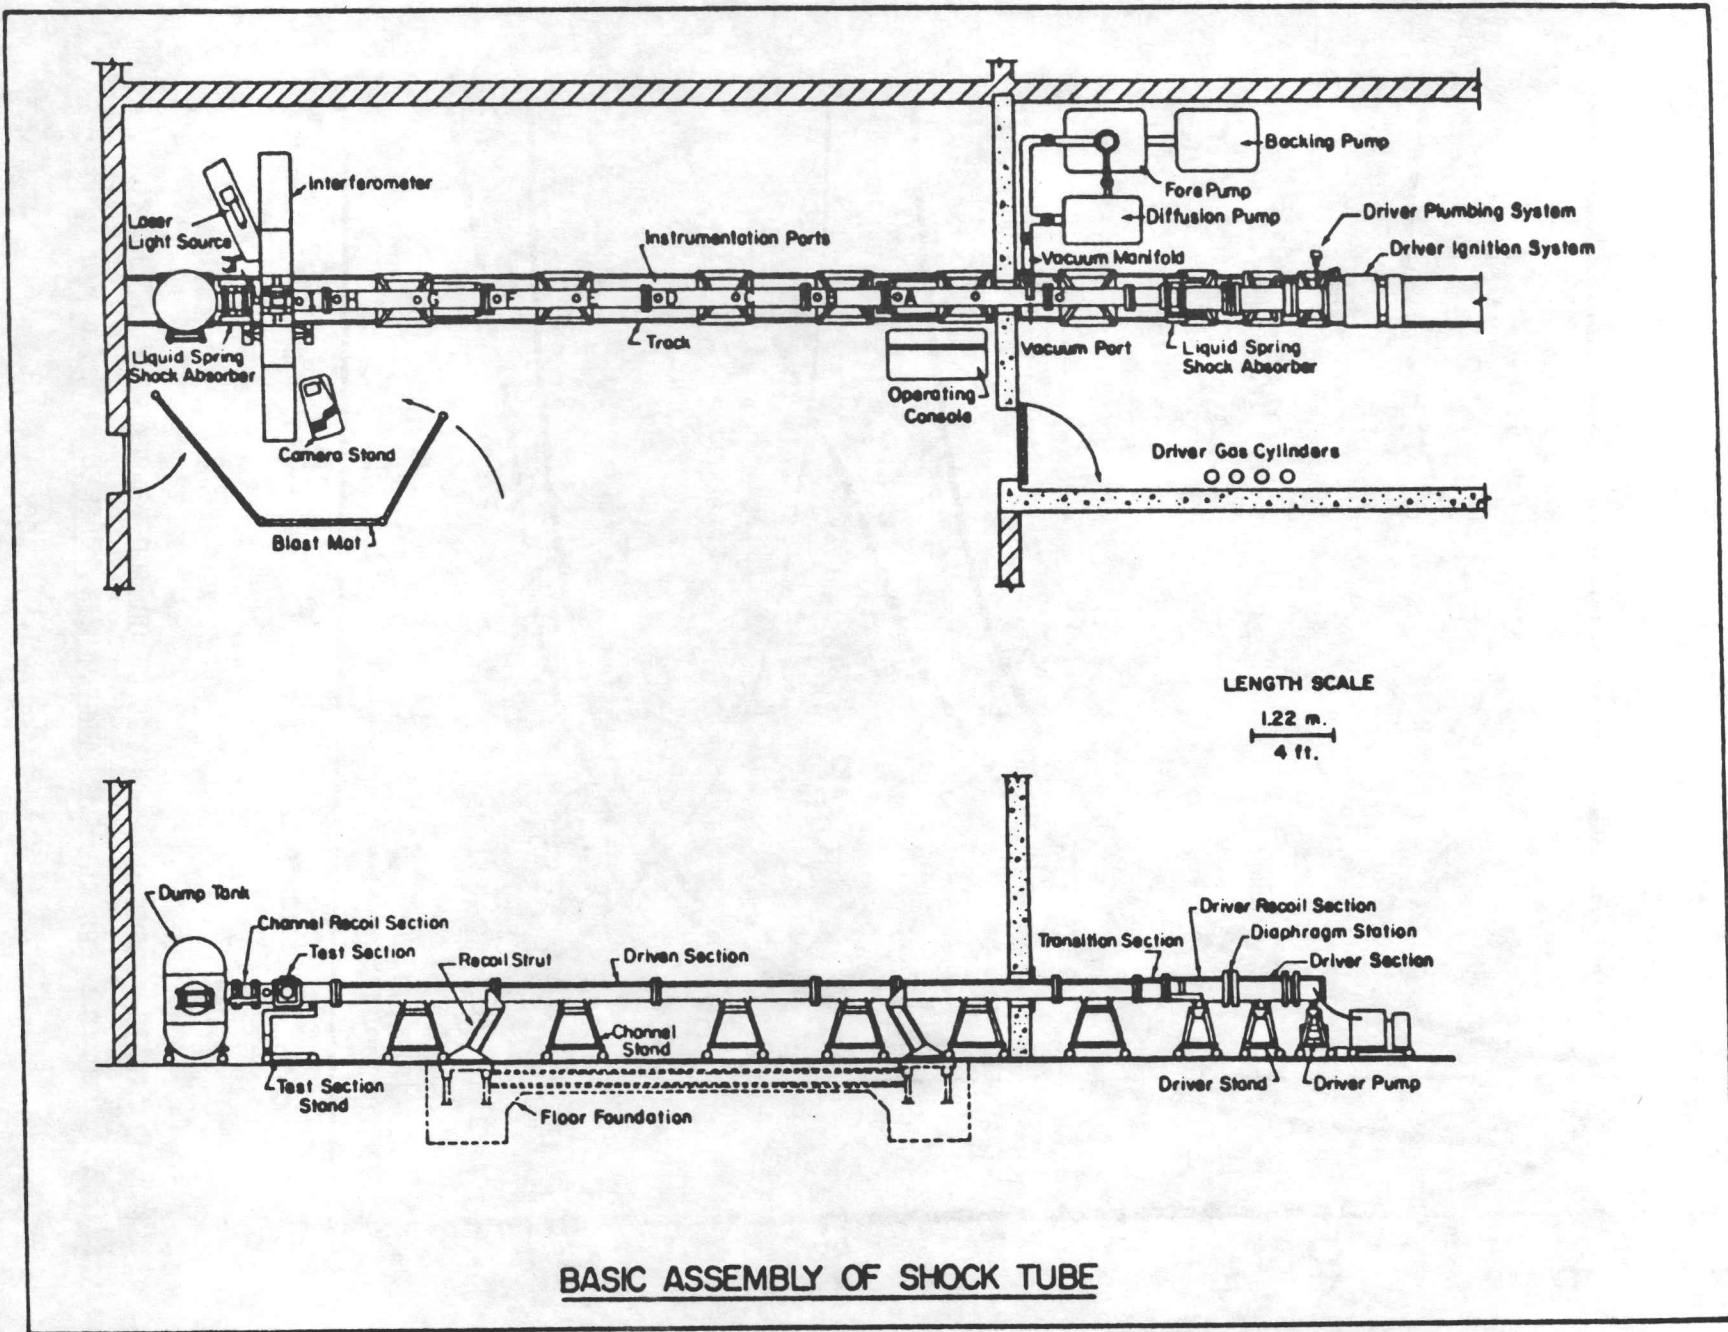 Interferometer
Laser
Light Source
Instrumentation Ports
Backing Pump
Fore Pump
Diffusion Pump
Vacuum Manifold
Driver Plumbing System
Driver Ignition System
I H G F E D C B A
Liquid Spring
Shock Absorber
Track
Vacuum Port
Liquid Spring
Shock Absorber
Operating
Console
Camera Stand
Driver Gas Cylinders
Blast Mat
LENGTH SCALE
1.22 m.
4 ft.
Dump Tank
Channel Recoil Section
Test Section
Recoil Strut
Driven Section
Transition Section
Driver Recoil Section
Diaphragm Station
Driver Section
Channel
Stand
Test Section
Stand
Floor Foundation
Driver Stand
Driver Pump
BASIC ASSEMBLY OF SHOCK TUBE